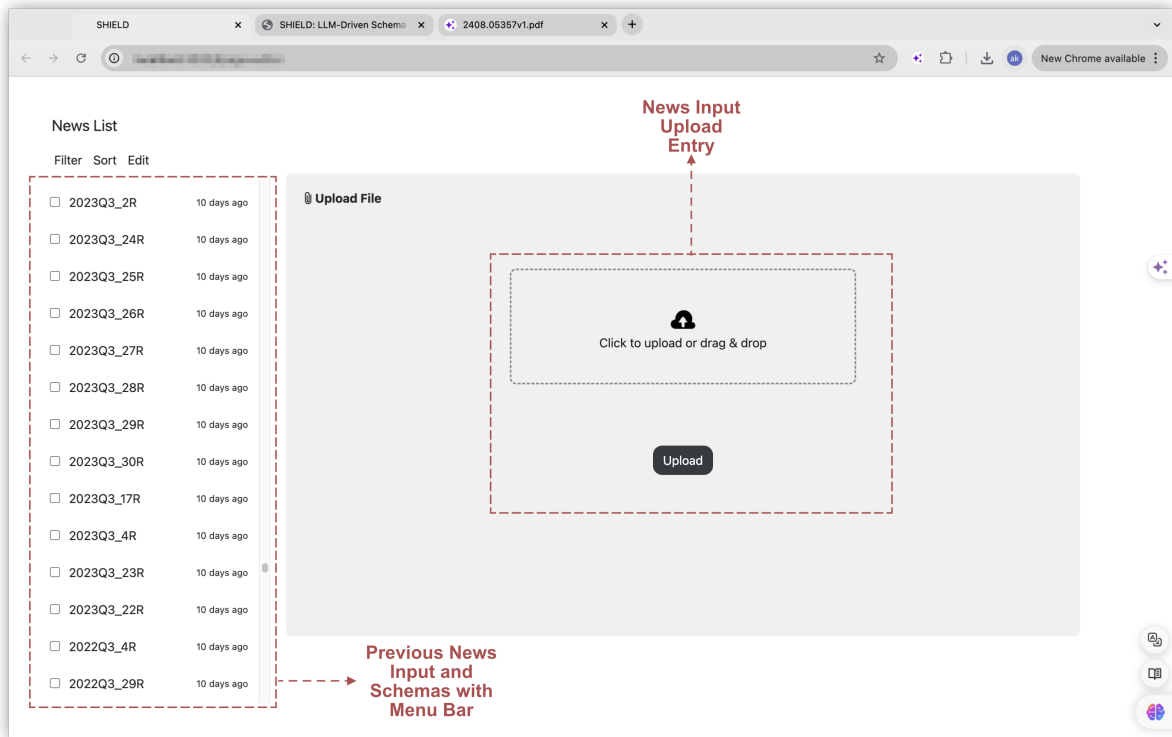 SHIELD
SHIELD: LLM-Driven Schema
2408.05357v1.pdf
ak
New Chrome available
News List
Filter Sort Edit
2023Q3_2R 10 days ago
2023Q3_24R 10 days ago
2023Q3_25R 10 days ago
2023Q3_26R 10 days ago
2023Q3_27R 10 days ago
2023Q3_28R 10 days ago
2023Q3_29R 10 days ago
2023Q3_30R 10 days ago
2023Q3_17R 10 days ago
2023Q3_4R 10 days ago
2023Q3_23R 10 days ago
2023Q3_22R 10 days ago
2022Q3_4R 10 days ago
2022Q3_29R 10 days ago
News Input
Upload
Entry
Upload File
Click to upload or drag & drop
Upload
Previous News
Input and
Schemas with
Menu Bar